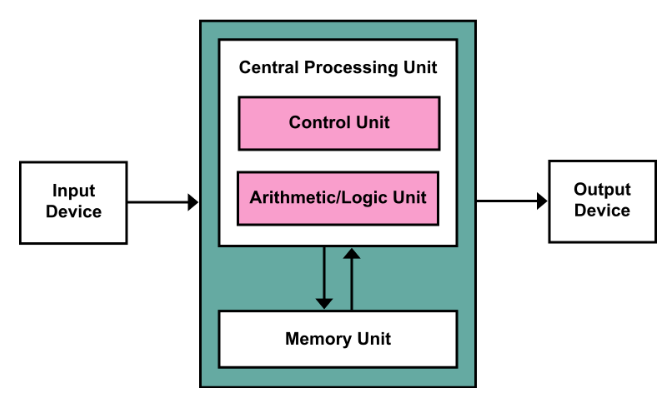 Central Processing Unit
Control Unit
Arithmetic/Logic Unit
Input
Device
Output
Device
Memory Unit